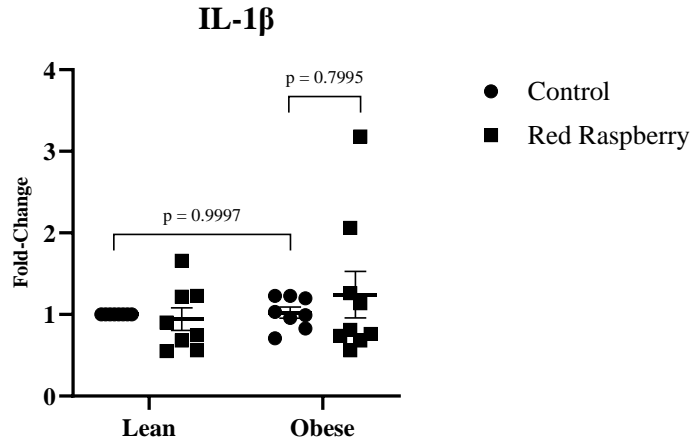 IL-1β
Control
Red Raspberry
p = 0.7995
p = 0.9997
Fold-Change
4
3
2
1
0
Lean
Obese